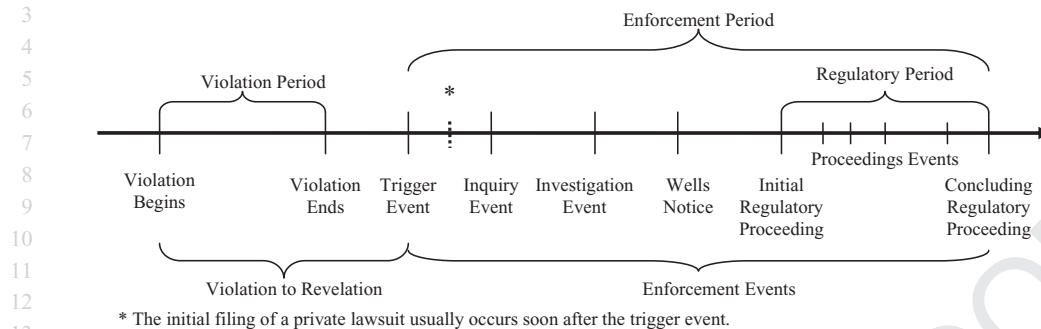 3
Enforcement Period
4
5
Violation Period
Regulatory Period
*
6
7
Proceedings Events
8
Violation Begins
Violation Ends
Trigger Event
Inquiry Event
Investigation Event
Wells Notice
Initial Regulatory Proceeding
Concluding Regulatory Proceeding
9
10
11
Violation to Revelation
Enforcement Events
12
* The initial filing of a private lawsuit usually occurs soon after the trigger event.